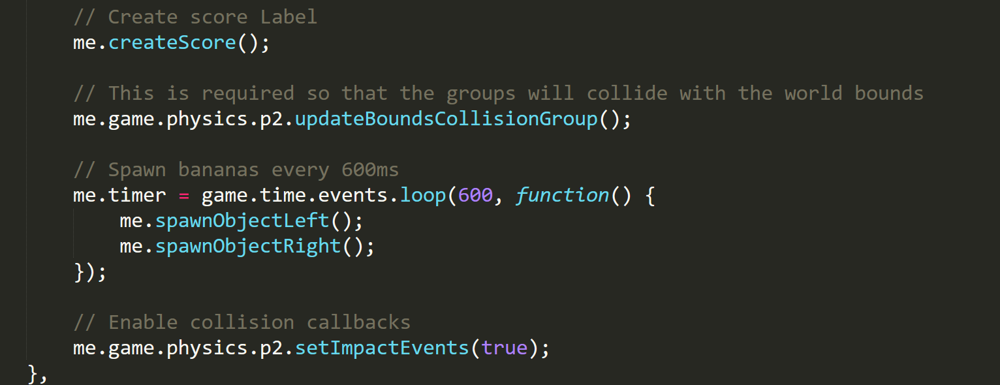 // Create score Label
me.createScore();
// This is required so that the groups will collide with the world bounds
me.game.physics.p2.updateBoundsCollisionGroup();
// Spawn bananas every 600ms
me.timer = game.time.events.loop(600, function() {
me.spawnObjectLeft();
me.spawnObjectRight();
});
// Enable collision callbacks
me.game.physics.p2.setImpactEvents(true);
},